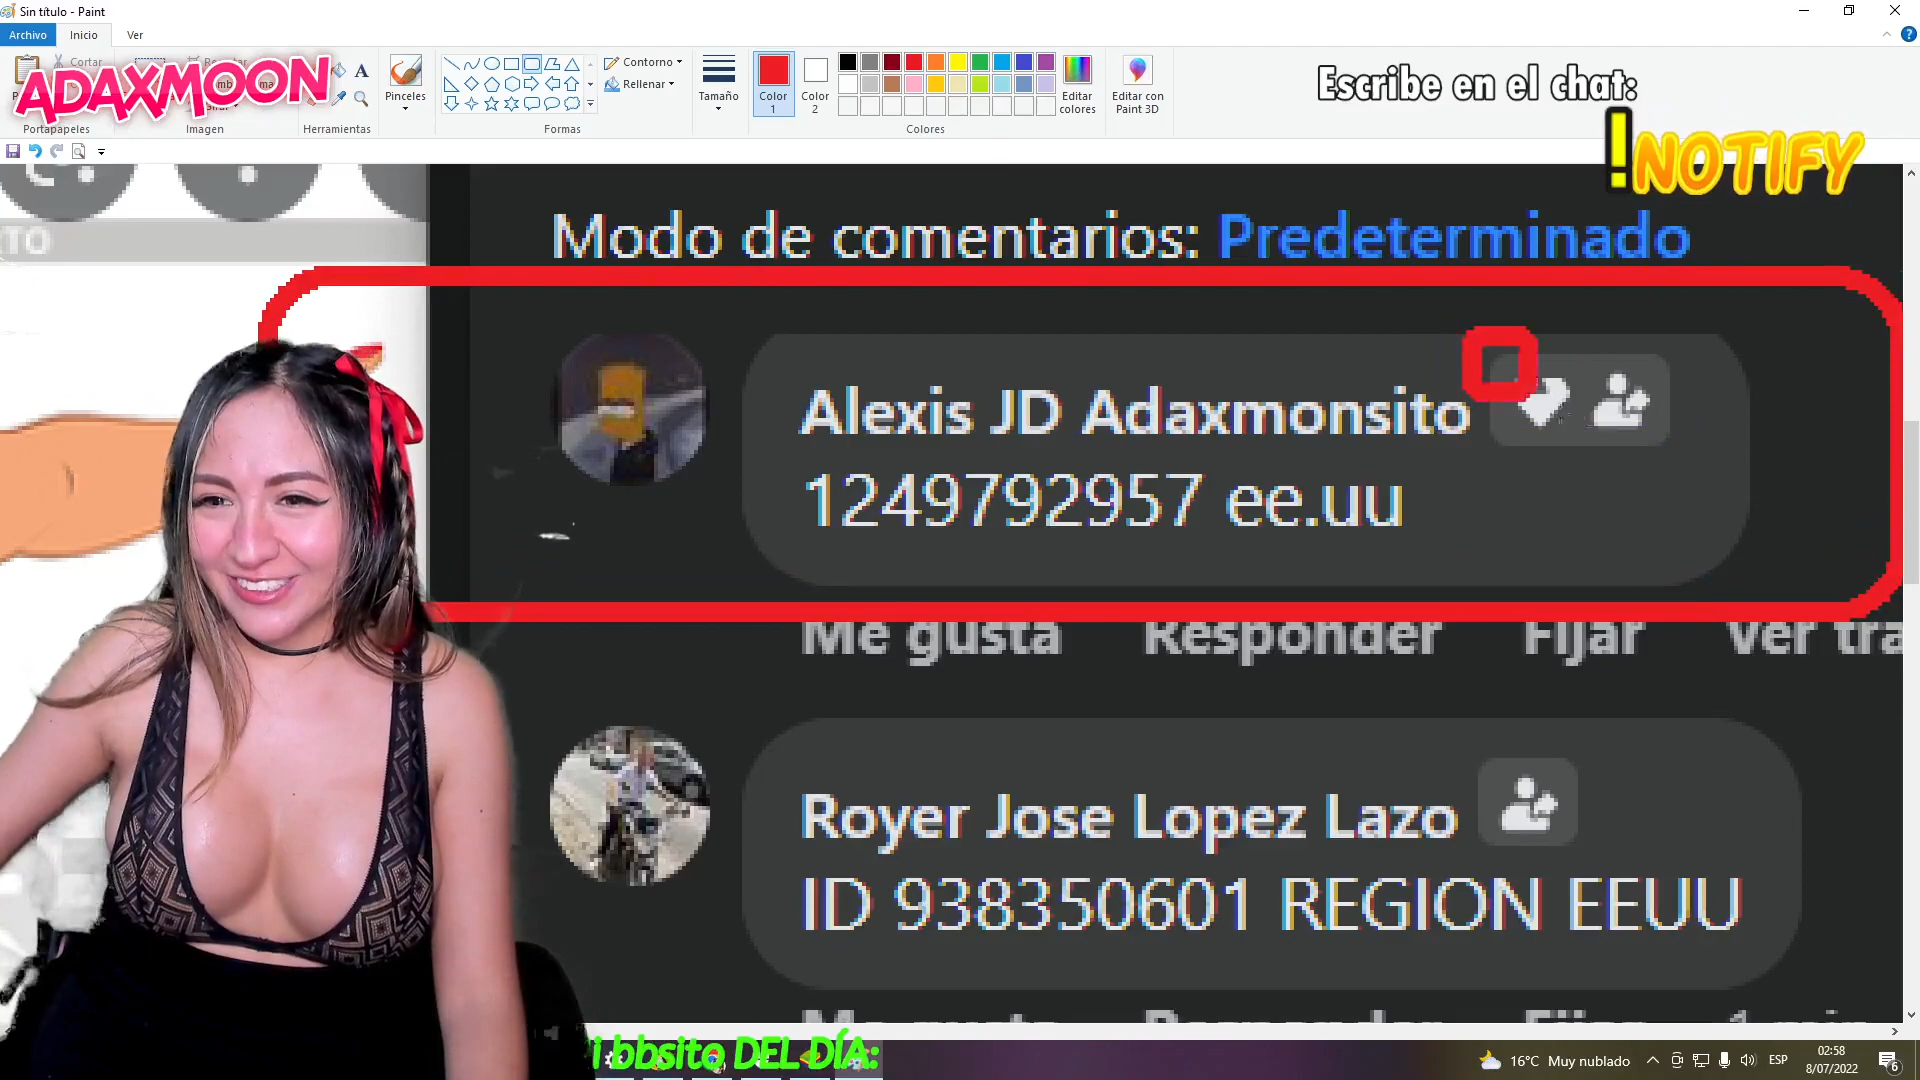 Sin título - Paint
Archivo Inicio Ver
Cortar
ADAXMOON
Portapapeles Imagen Herramientas
Pinceles
Contorno
Rellenar
Formas
Tamaño
Color 1
Color 2
Editar colores
Colores
Editar con Paint 3D
Escribe en el chat:
!NOTIFY
Modo de comentarios: Predeterminado
Alexis JD Adaxmonsito
1249792957 ee.uu
Me gusta Responder Fijar Ver tra
Royer Jose Lopez Lazo
ID 938350601 REGION EEUU
i bbsito DEL DÍA:
16°C Muy nublado
ESP
02:58
8/07/2022
6